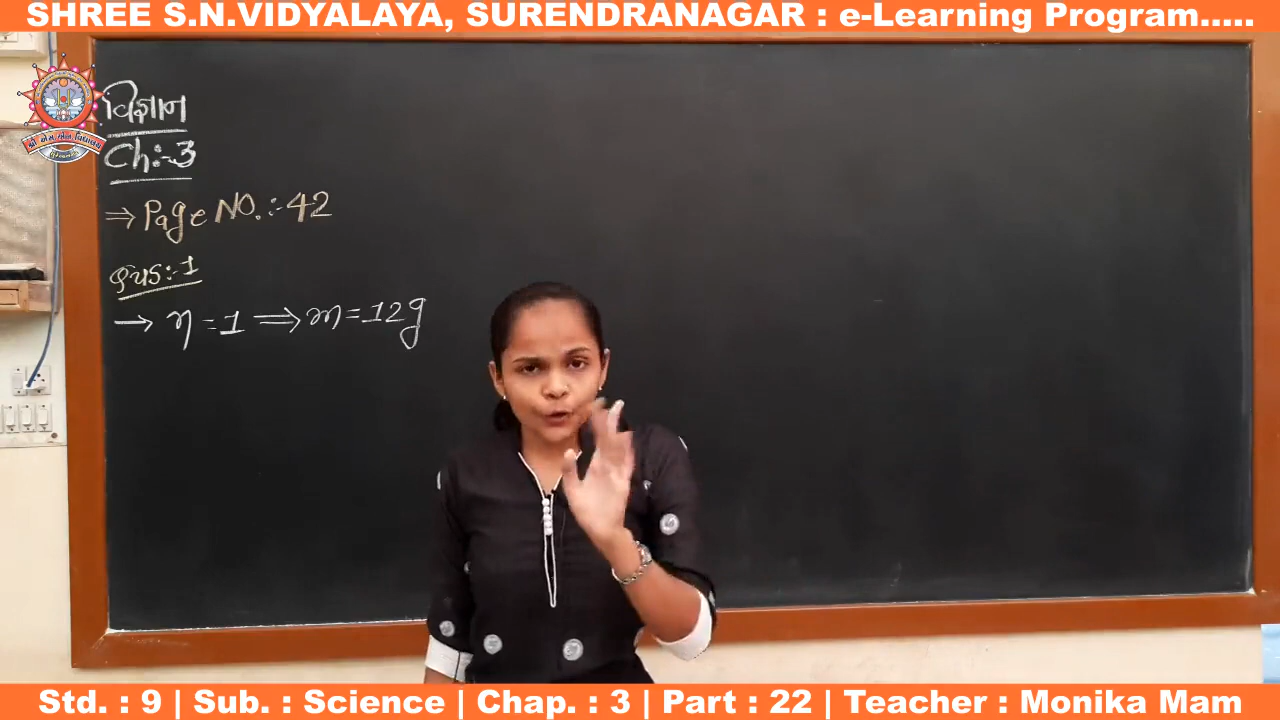 SHREE S.N.VIDYALAYA, SURENDRANAGAR : e-Learning Program.....
વિજ્ઞાન
Ch:-3
⇒ Page NO.:-42
:-1
→ n = 1 ⇒ m = 12g
Std. : 9 | Sub. : Science | Chap. : 3 | Part : 22 | Teacher : Monika Mam